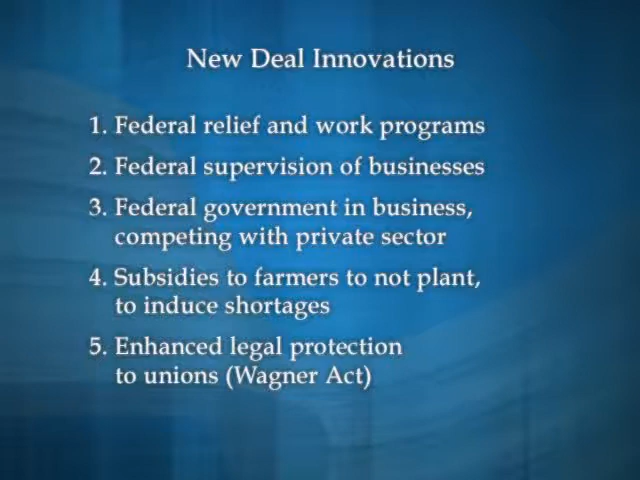 New Deal Innovations
1. Federal relief and work programs
2. Federal supervision of businesses
3. Federal government in business,
competing with private sector
4. Subsidies to farmers to not plant,
to induce shortages
5. Enhanced legal protection
to unions (Wagner Act)